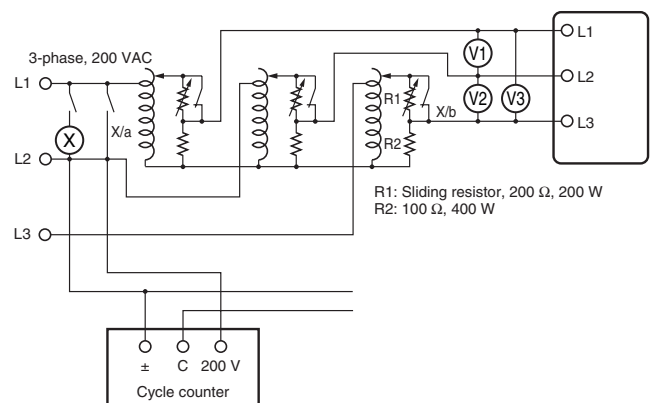 3-phase, 200 VAC
L1
L2
L3
X
X/a
R1
R2
X/b
V1
V2
V3
L1
L2
L3
R1: Sliding resistor, 200 Ω, 200 W
R2: 100 Ω, 400 W
± C 200 V
Cycle counter